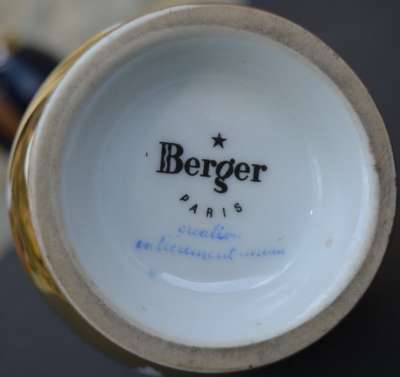 Berger
PARIS
création
entièrement main